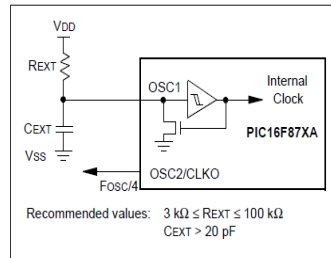 VDD
REXT
OSC1
Internal
Clock
CEXT
PIC16F87XA
VSS
OSC2/CLKO
FOSC/4
Recommended values: 3 kΩ ≤ REXT ≤ 100 kΩ
CEXT > 20 pF